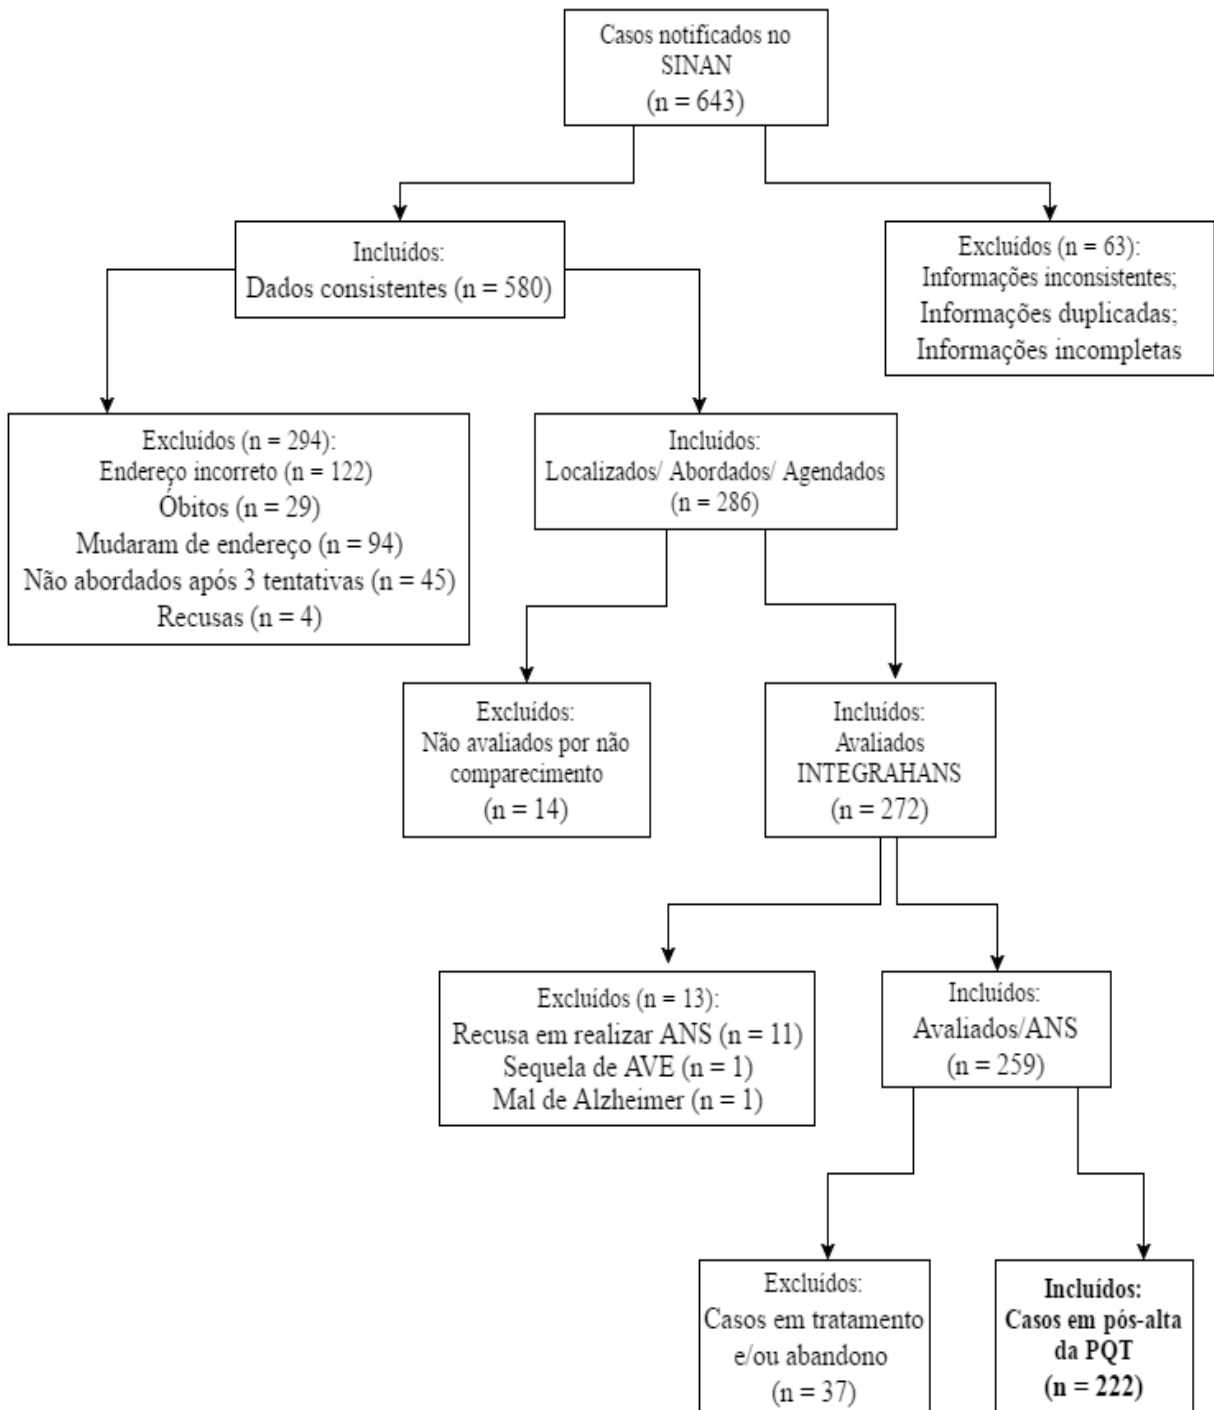 Casos notificados no
SINAN
(n = 643)
Incluídos:
Dados consistentes (n = 580)
Excluídos (n = 63):
Informações inconsistentes;
Informações duplicadas;
Informações incompletas
Excluídos (n = 294):
Endereço incorreto (n = 122)
Óbitos (n = 29)
Mudaram de endereço (n = 94)
Não abordados após 3 tentativas (n = 45)
Recusas (n = 4)
Incluídos:
Localizados/ Abordados/ Agendados
(n = 286)
Excluídos:
Não avaliados por não
comparecimento
(n = 14)
Incluídos:
Avaliados
INTEGRAHANS
(n = 272)
Excluídos (n = 13):
Recusa em realizar ANS (n = 11)
Sequela de AVE (n = 1)
Mal de Alzheimer (n = 1)
Incluídos:
Avaliados/ANS
(n = 259)
Excluídos:
Casos em tratamento
e/ou abandono
(n = 37)
Incluídos:
Casos em pós-alta
da PQT
(n = 222)